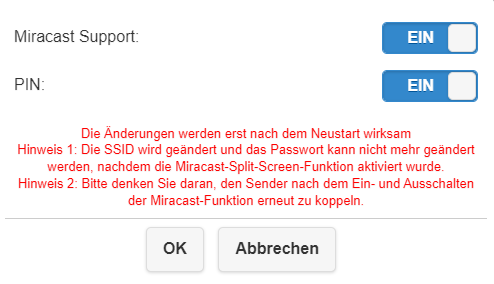 Miracast Support: EIN
PIN: EIN
Die Änderungen werden erst nach dem Neustart wirksam
Hinweis 1: Die SSID wird geändert und das Passwort kann nicht mehr geändert
werden, nachdem die Miracast-Split-Screen-Funktion aktiviert wurde.
Hinweis 2: Bitte denken Sie daran, den Sender nach dem Ein- und Ausschalten
der Miracast-Funktion erneut zu koppeln.
OK Abbrechen